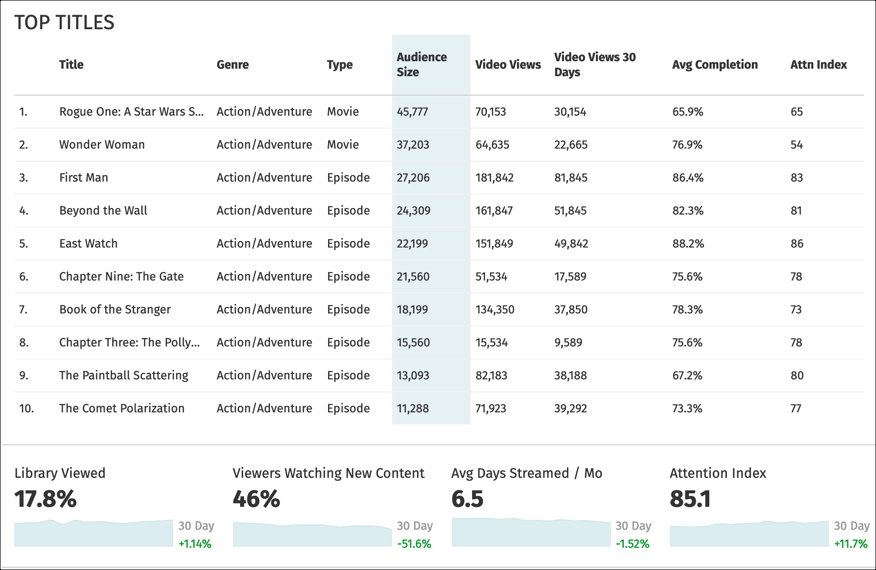 TOP TITLES
Title Genre Type Audience Size Video Views Video Views 30 Days Avg Completion Attn Index
1. Rogue One: A Star Wars S... Action/Adventure Movie 45,777 70,153 30,154 65.9% 65
2. Wonder Woman Action/Adventure Movie 37,203 64,635 22,665 76.9% 54
3. First Man Action/Adventure Episode 27,206 181,842 81,845 86.4% 83
4. Beyond the Wall Action/Adventure Episode 24,309 161,847 51,845 82.3% 81
5. East Watch Action/Adventure Episode 22,199 151,849 49,842 88.2% 86
6. Chapter Nine: The Gate Action/Adventure Episode 21,560 51,534 17,589 75.6% 78
7. Book of the Stranger Action/Adventure Episode 18,199 134,350 37,850 78.3% 73
8. Chapter Three: The Polly... Action/Adventure Episode 15,560 15,534 9,589 75.6% 78
9. The Paintball Scattering Action/Adventure Episode 13,093 82,183 38,188 67.2% 80
10. The Comet Polarization Action/Adventure Episode 11,288 71,923 39,292 73.3% 77
Library Viewed Viewers Watching New Content Avg Days Streamed / Mo Attention Index
17.8% 46% 6.5 85.1
30 Day 30 Day 30 Day 30 Day
+1.14% -51.6% -1.52% +11.7%